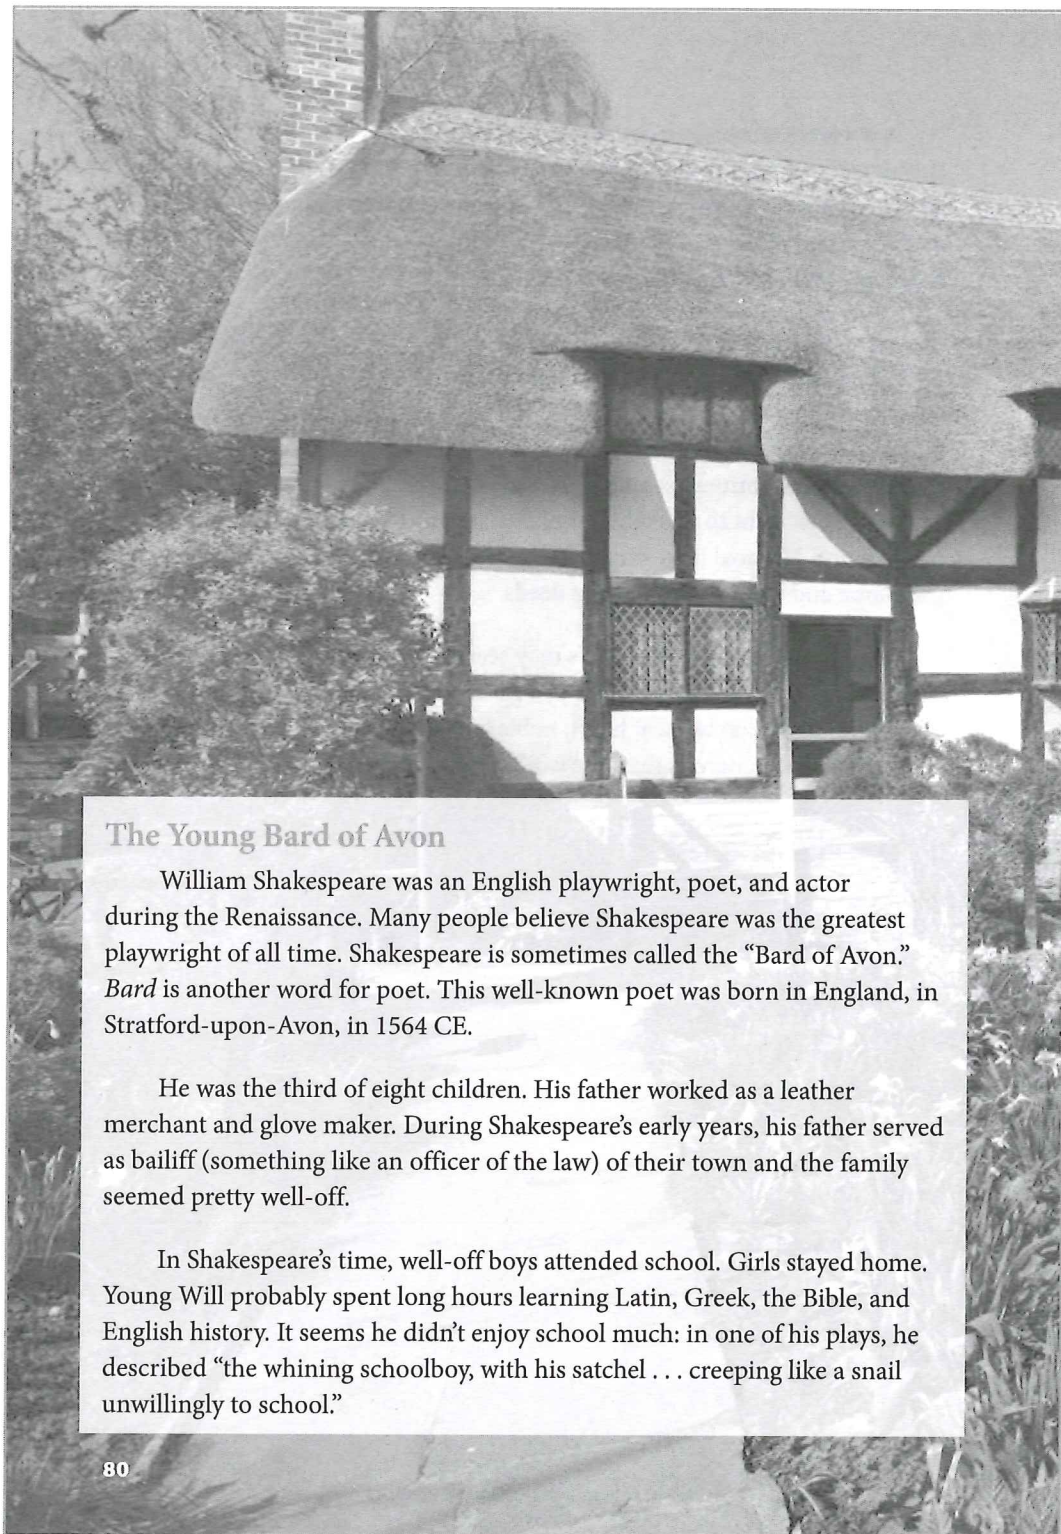 The Young Bard of Avon
William Shakespeare was an English playwright, poet, and actor
during the Renaissance. Many people believe Shakespeare was the greatest
playwright of all time. Shakespeare is sometimes called the “Bard of Avon.”
Bard is another word for poet. This well-known poet was born in England, in
Stratford-upon-Avon, in 1564 CE.
He was the third of eight children. His father worked as a leather
merchant and glove maker. During Shakespeare’s early years, his father served
as bailiff (something like an officer of the law) of their town and the family
seemed pretty well-off.
In Shakespeare’s time, well-off boys attended school. Girls stayed home.
Young Will probably spent long hours learning Latin, Greek, the Bible, and
English history. It seems he didn’t enjoy school much: in one of his plays, he
described “the whining schoolboy, with his satchel . . . creeping like a snail
unwillingly to school.”
80